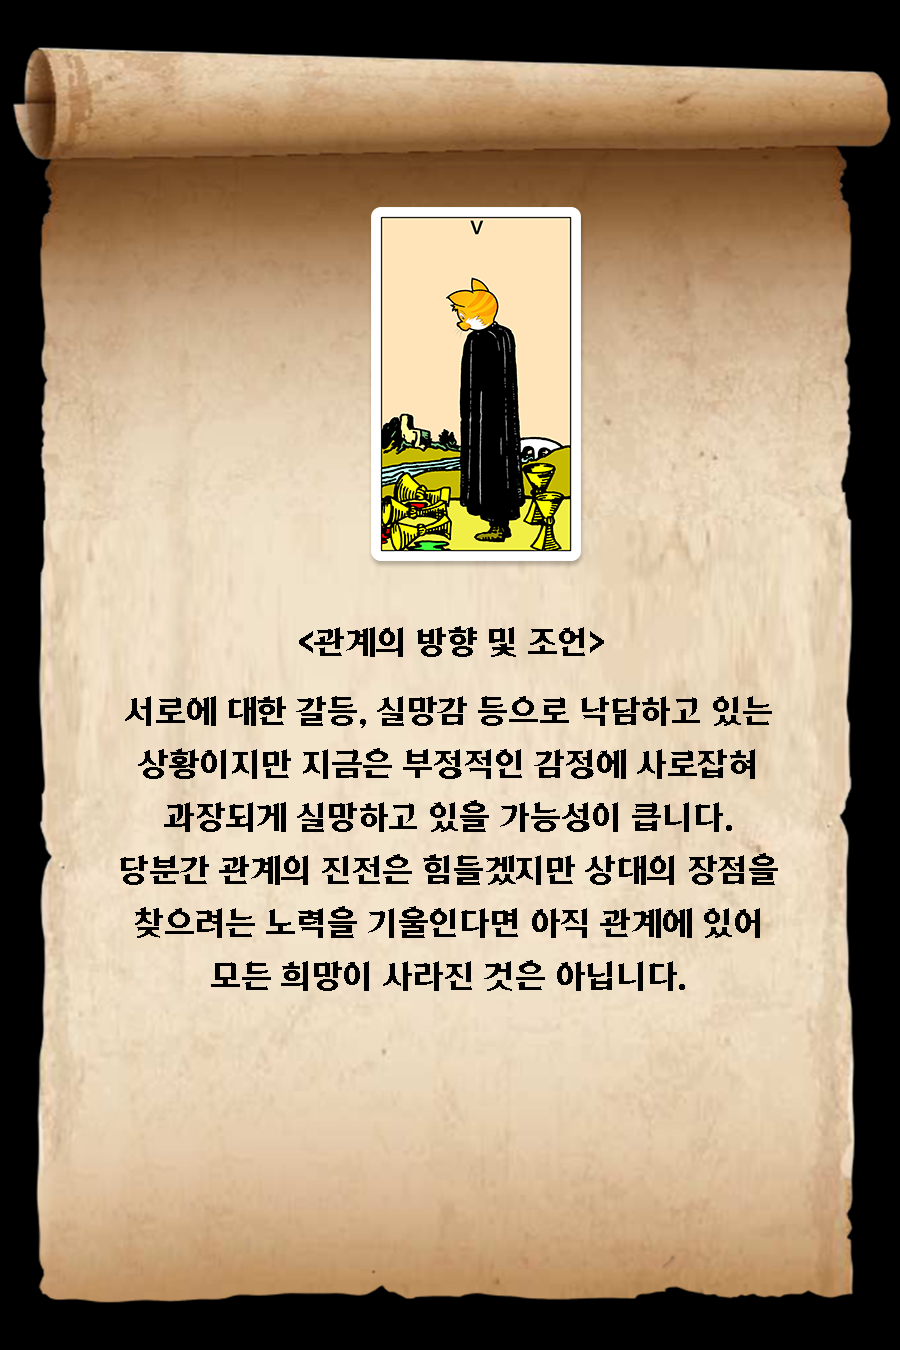 V
<관계의 방향 및 조언>
서로에 대한 갈등, 실망감 등으로 낙담하고 있는
상황이지만 지금은 부정적인 감정에 사로잡혀
과장되게 실망하고 있을 가능성이 큽니다.
당분간 관계의 진전은 힘들겠지만 상대의 장점을
찾으려는 노력을 기울인다면 아직 관계에 있어
모든 희망이 사라진 것은 아닙니다.